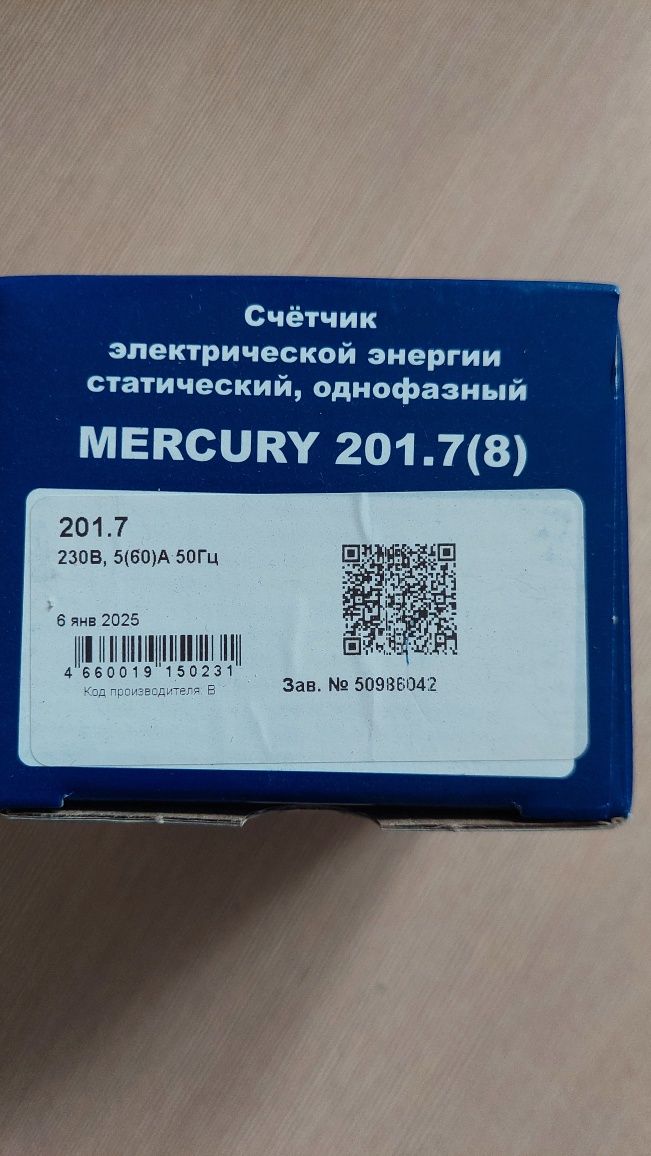 Счётчик
электрической энергии
статический, однофазный
MERCURY 201.7(8)
201.7
230В, 5(60)А 50Гц
6 янв 2025
4 660019 150231
Код производителя: В
Зав. № 50986042